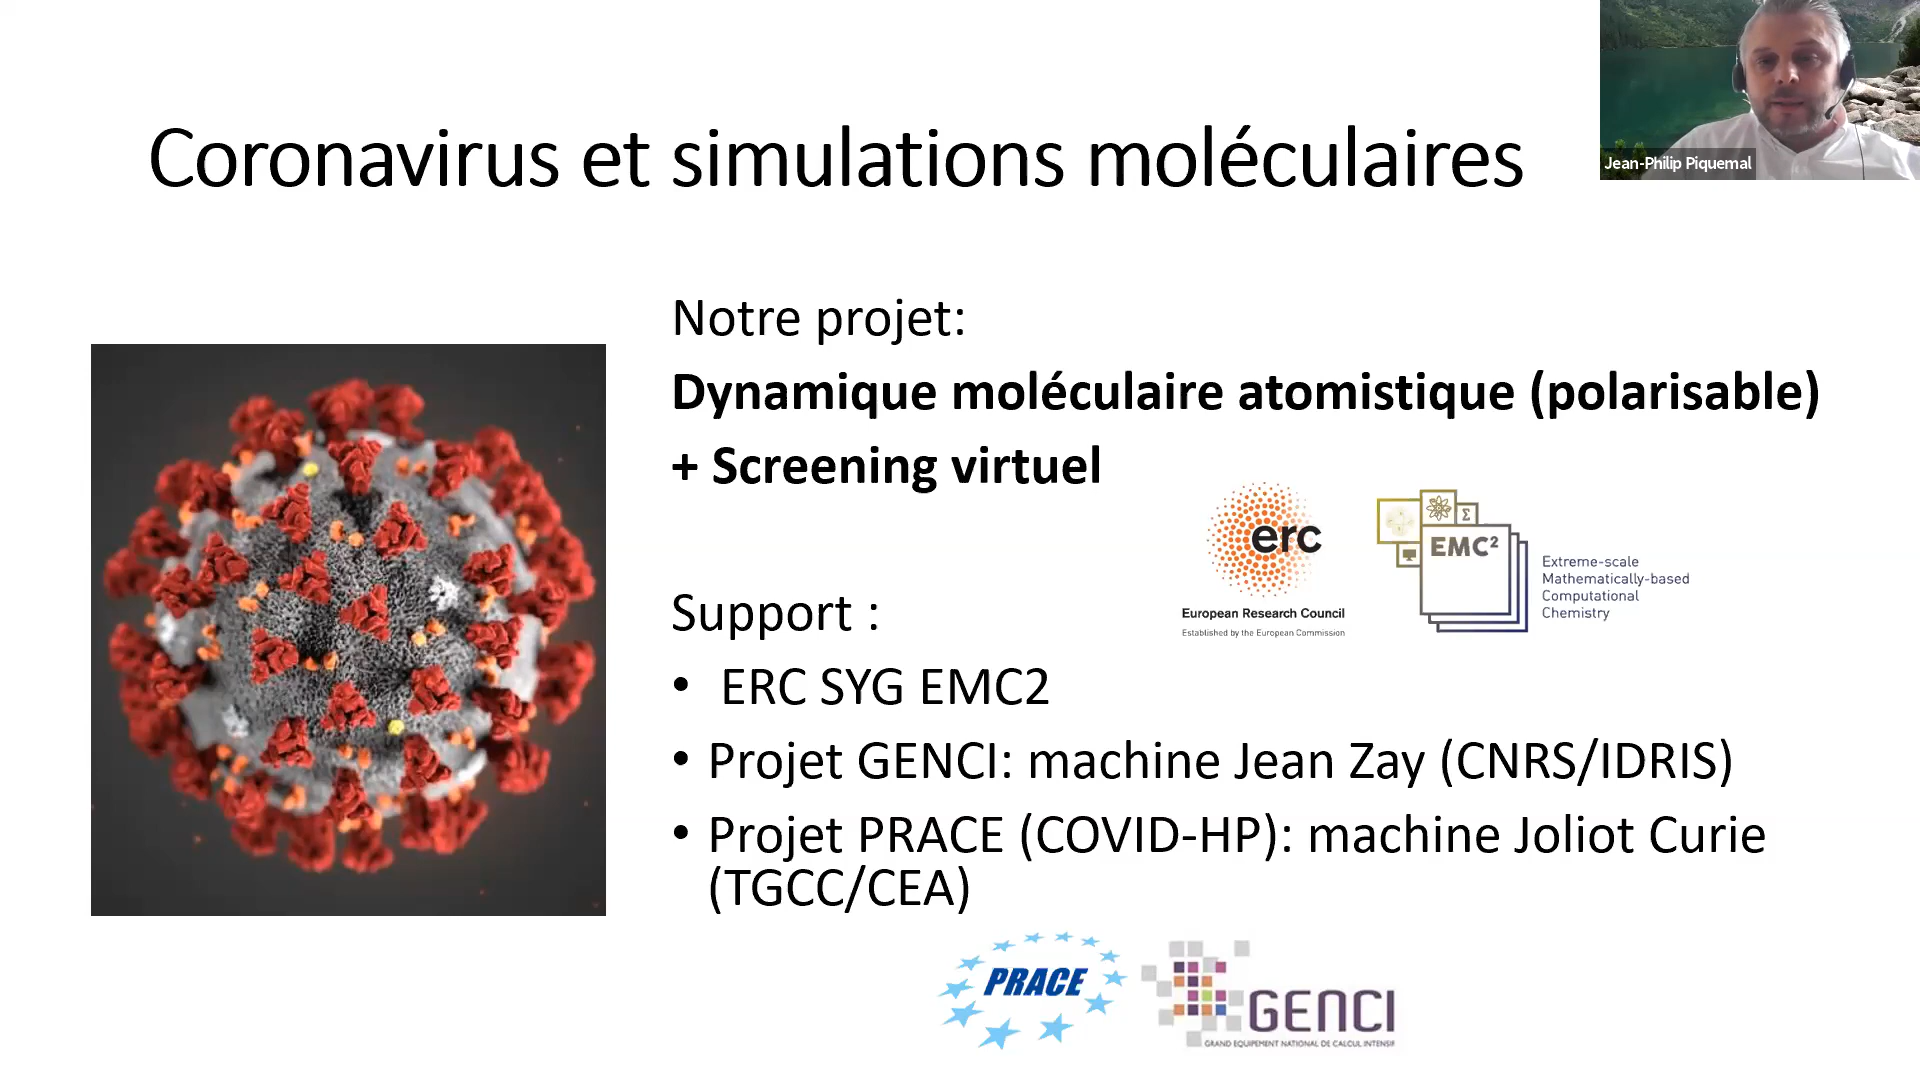 Coronavirus et simulations moléculaires
Jean-Philip Piquemal
Notre projet:
Dynamique moléculaire atomistique (polarisable)
+ Screening virtuel
erc
European Research Council
Established by the European Commission
Σ
EMC²
Extreme-scale
Mathematically-based
Computational
Chemistry
Support :
• ERC SYG EMC2
• Projet GENCI: machine Jean Zay (CNRS/IDRIS)
• Projet PRACE (COVID-HP): machine Joliot Curie
(TGCC/CEA)
PRACE
GENCI
GRAND EQUIPEMENT NATIONAL DE CALCUL INTENSIF